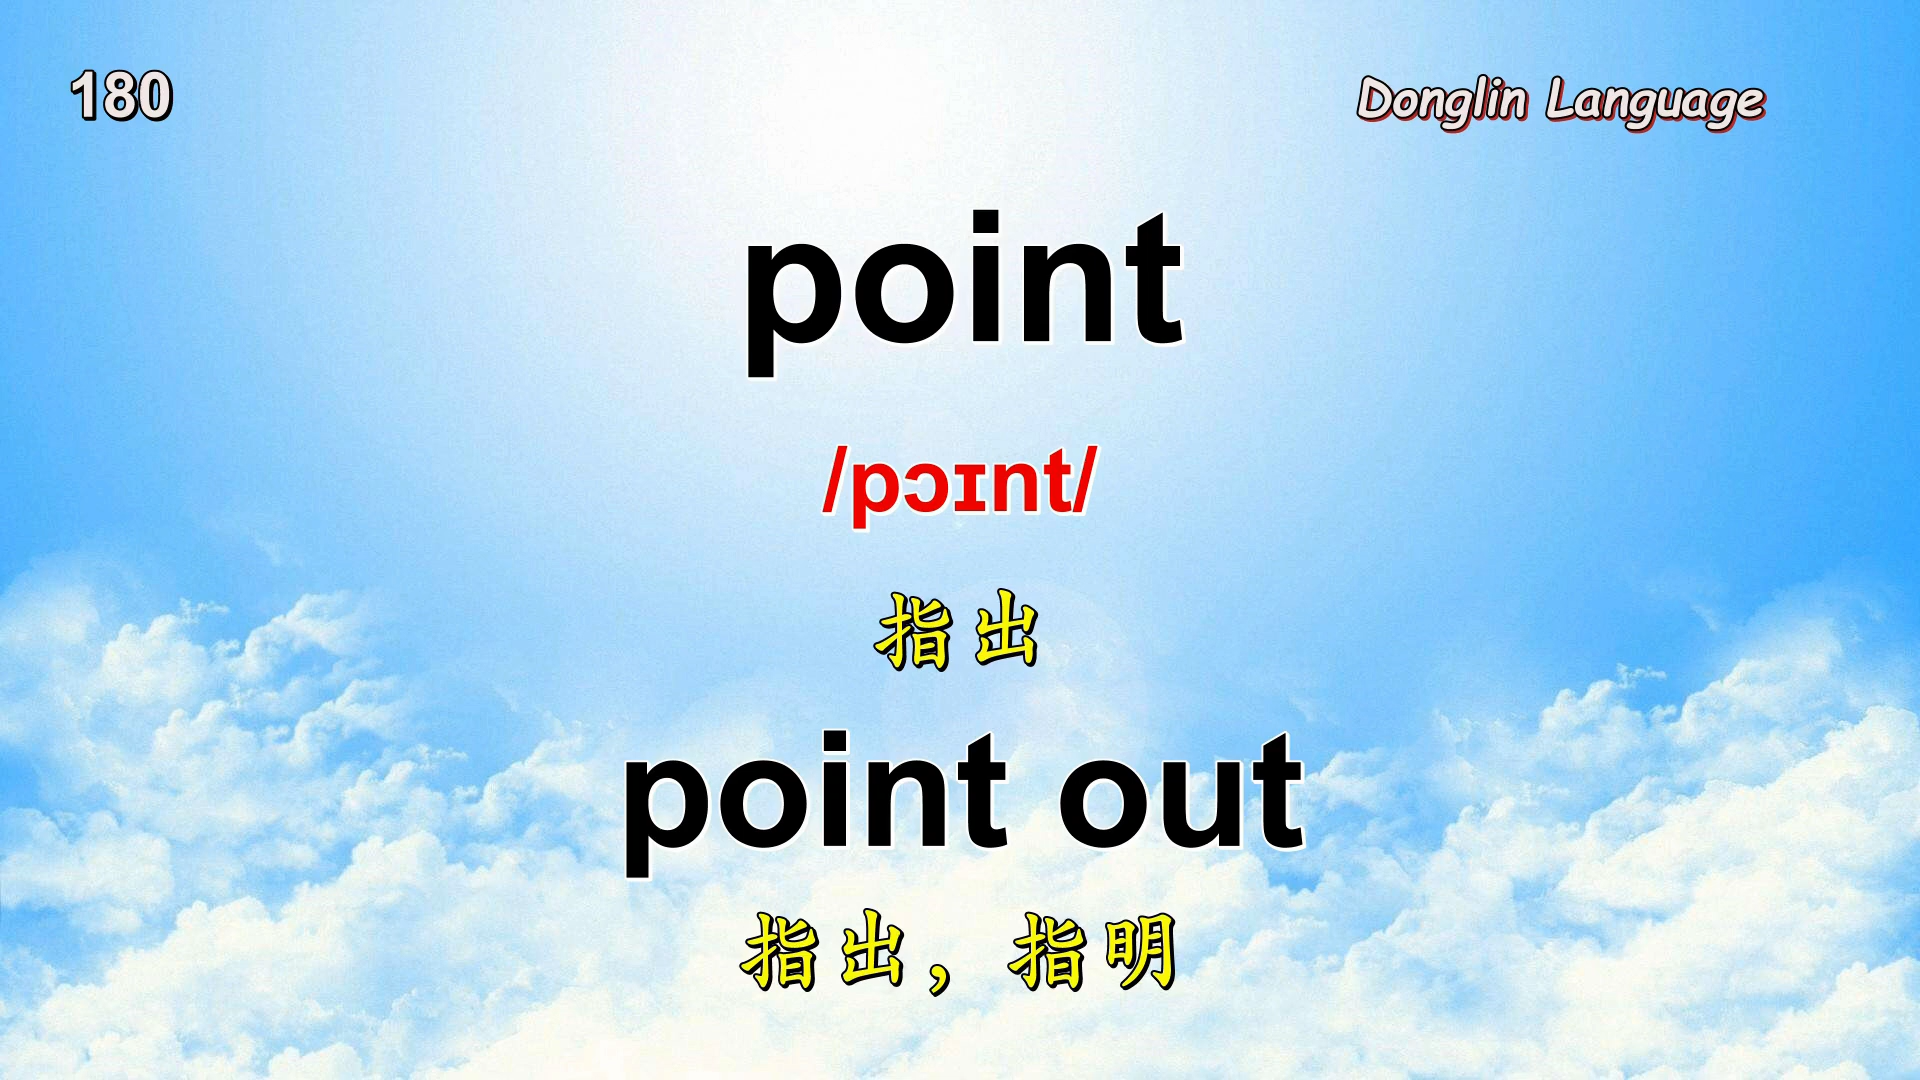 180
Donglin Language
point
/pɔɪnt/
指出
point out
指出，指明